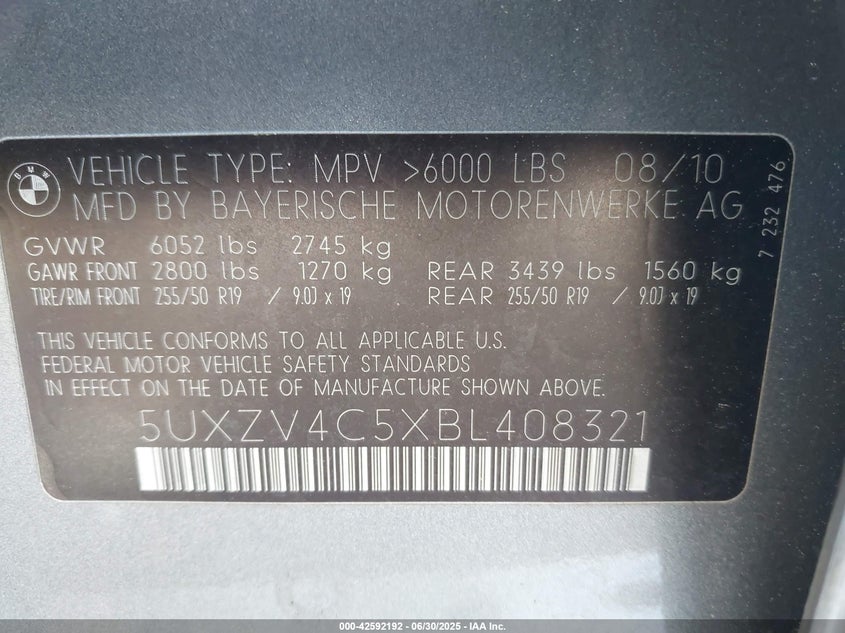 BMW
VEHICLE TYPE: MPV >6000 LBS 08/10
MFD BY BAYERISCHE MOTORENWERKE AG
GVWR 6052 lbs 2745 kg
GAWR FRONT 2800 lbs 1270 kg REAR 3439 lbs 1560 kg
TIRE/RIM FRONT 255/50 R19 / 9.0J x 19 REAR 255/50 R19 / 9.0J x 19
7 232 476
THIS VEHICLE CONFORMS TO ALL APPLICABLE U.S.
FEDERAL MOTOR VEHICLE SAFETY STANDARDS
IN EFFECT ON THE DATE OF MANUFACTURE SHOWN ABOVE.
5UXZV4C5XBL408321
000-42592192 - 06/30/2025 - IAA Inc.